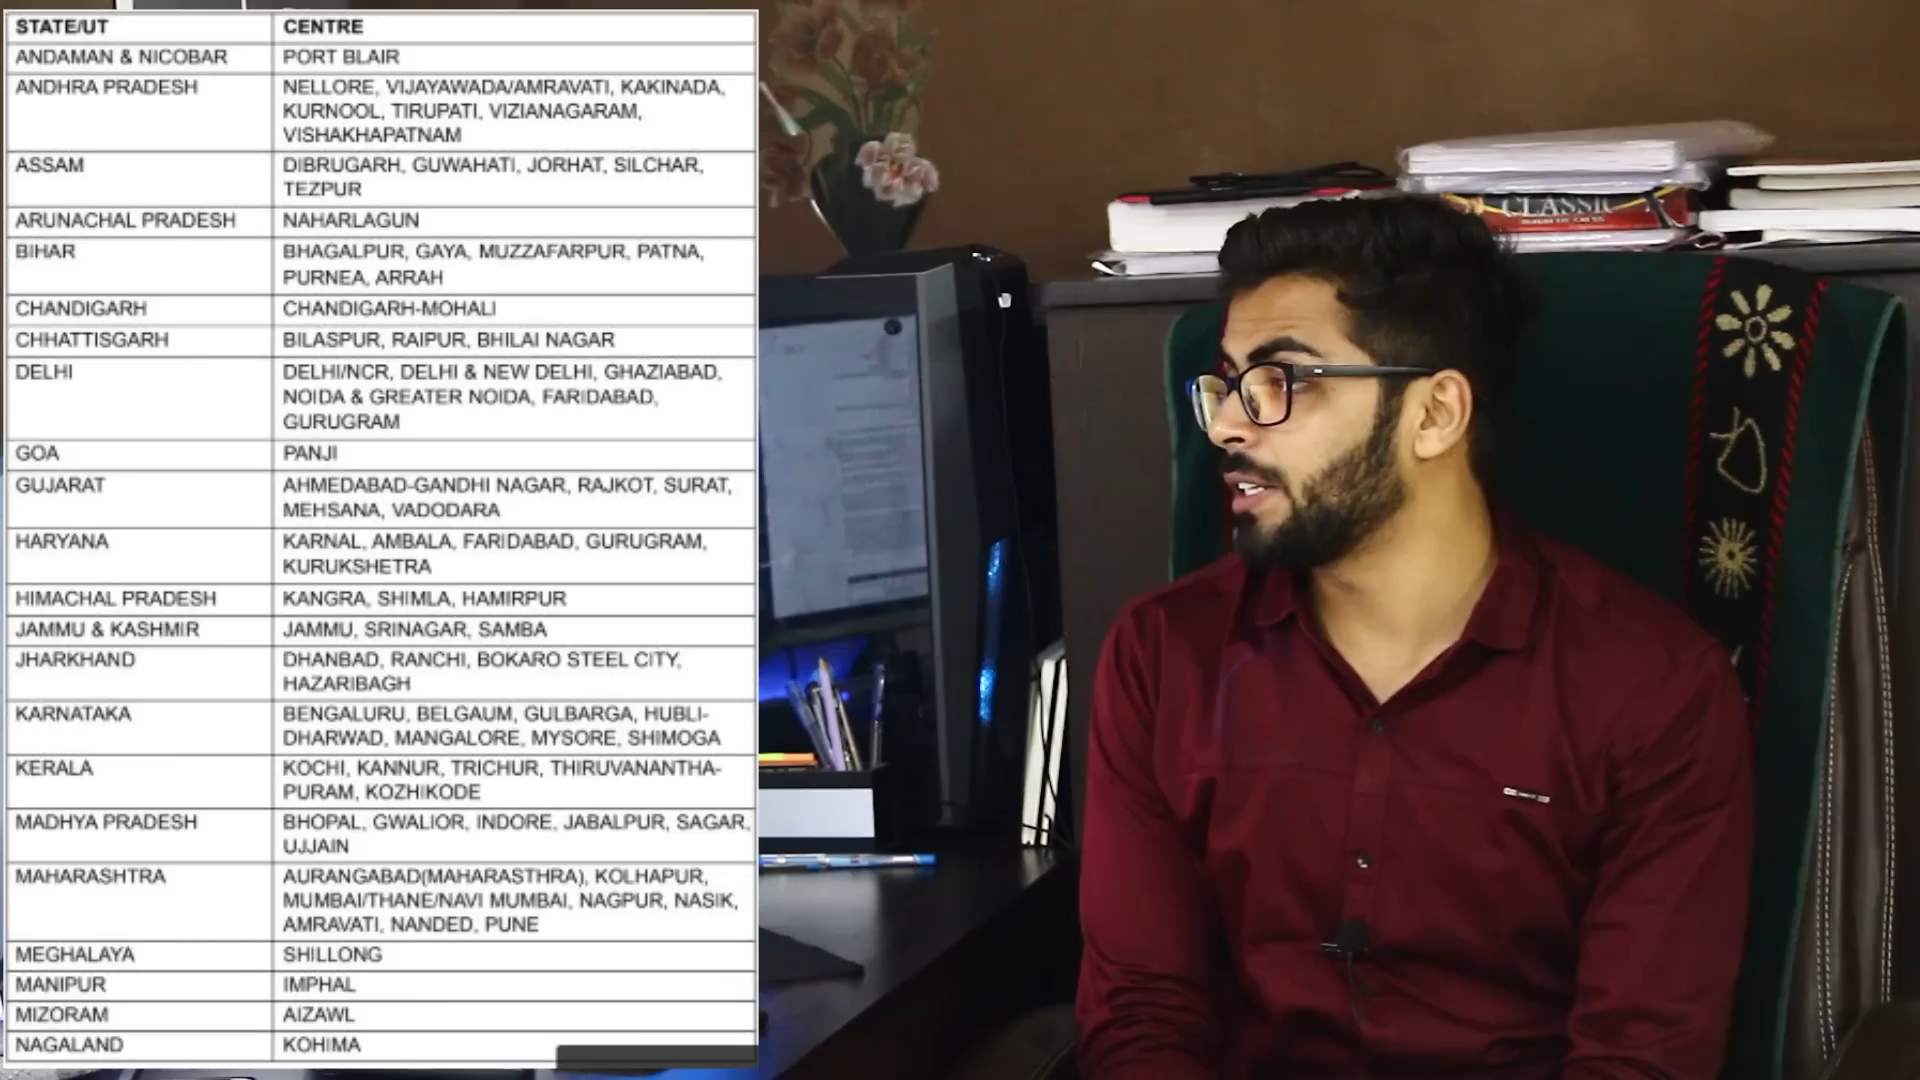 STATE/UT CENTRE
ANDAMAN & NICOBAR PORT BLAIR
ANDHRA PRADESH NELLORE, VIJAYAWADA/AMRAVATI, KAKINADA,
KURNOOL, TIRUPATI, VIZIANAGARAM,
VISHAKHAPATNAM
ASSAM DIBRUGARH, GUWAHATI, JORHAT, SILCHAR,
TEZPUR
ARUNACHAL PRADESH NAHARLAGUN
BIHAR BHAGALPUR, GAYA, MUZZAFARPUR, PATNA,
PURNEA, ARRAH
CHANDIGARH CHANDIGARH-MOHALI
CHHATTISGARH BILASPUR, RAIPUR, BHILAI NAGAR
DELHI DELHI/NCR, DELHI & NEW DELHI, GHAZIABAD,
NOIDA & GREATER NOIDA, FARIDABAD,
GURUGRAM
GOA PANJI
GUJARAT AHMEDABAD-GANDHI NAGAR, RAJKOT, SURAT,
MEHSANA, VADODARA
HARYANA KARNAL, AMBALA, FARIDABAD, GURUGRAM,
KURUKSHETRA
HIMACHAL PRADESH KANGRA, SHIMLA, HAMIRPUR
JAMMU & KASHMIR JAMMU, SRINAGAR, SAMBA
JHARKHAND DHANBAD, RANCHI, BOKARO STEEL CITY,
HAZARIBAGH
KARNATAKA BENGALURU, BELGAUM, GULBARGA, HUBLI-
DHARWAD, MANGALORE, MYSORE, SHIMOGA
KERALA KOCHI, KANNUR, TRICHUR, THIRUVANANTHA-
PURAM, KOZHIKODE
MADHYA PRADESH BHOPAL, GWALIOR, INDORE, JABALPUR, SAGAR,
UJJAIN
MAHARASHTRA AURANGABAD(MAHARASTHRA), KOLHAPUR,
MUMBAI/THANE/NAVI MUMBAI, NAGPUR, NASIK,
AMRAVATI, NANDED, PUNE
MEGHALAYA SHILLONG
MANIPUR IMPHAL
MIZORAM AIZAWL
NAGALAND KOHIMA
CLASSIC